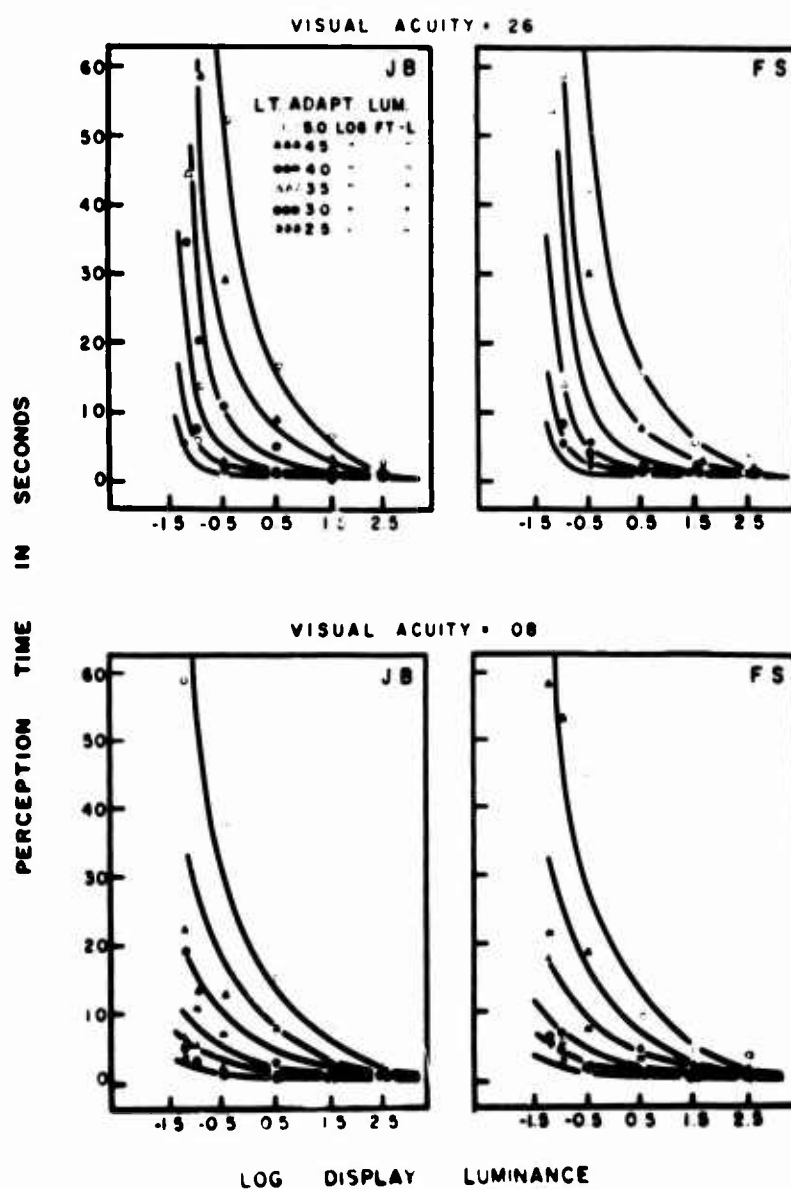 VISUAL ACUITY = 26
JB
FS
LT. ADAPT. LUM.
5.0 LOG FT-L
4.5 " "
4.0 " "
3.5 " "
3.0 " "
2.5 " "
60
50
40
30
20
10
0
-1.5 -0.5 0.5 1.5 2.5
-1.5 -0.5 0.5 1.5 2.5
PERCEPTION TIME IN SECONDS
VISUAL ACUITY = 08
JB
FS
60
50
40
30
20
10
0
-1.5 -0.5 0.5 1.5 2.5
-1.5 -0.5 0.5 1.5 2.5
LOG DISPLAY LUMINANCE